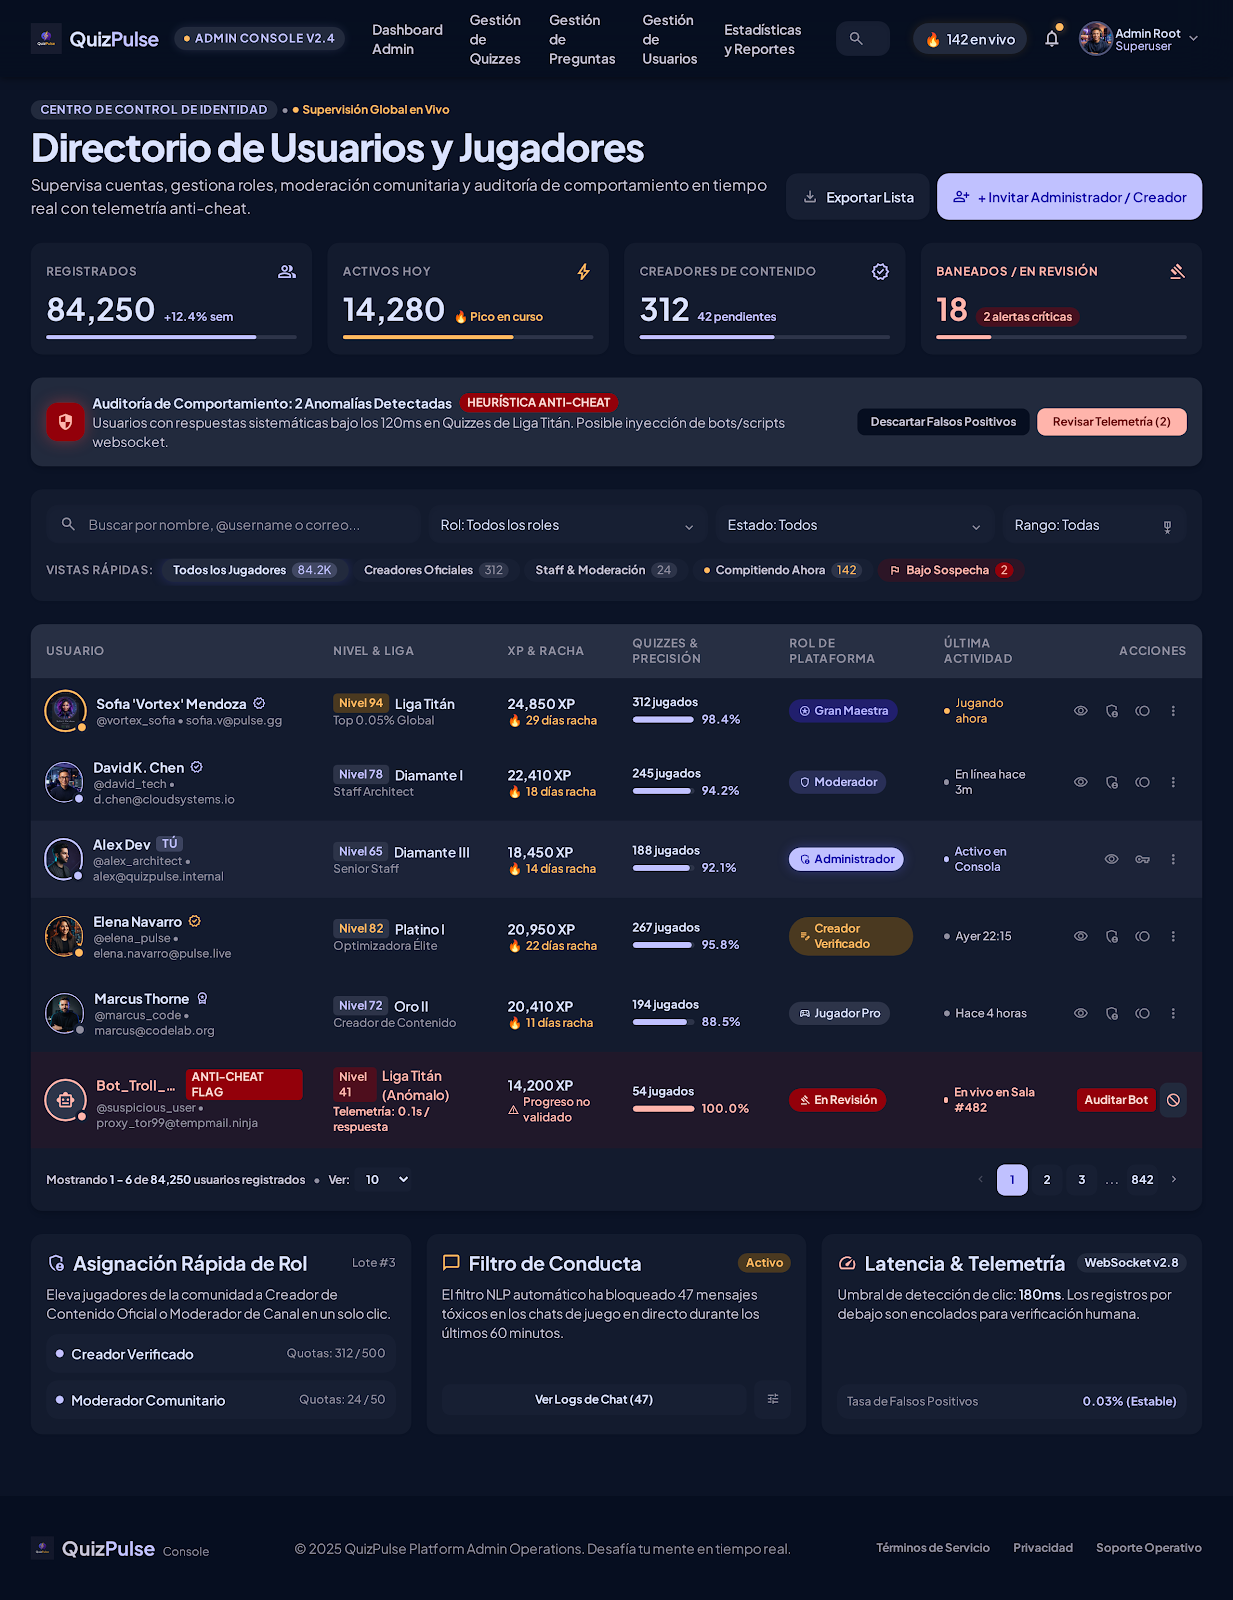 QuizPulse
ADMIN CONSOLE V2.4
Dashboard
Admin
Gestión
de
Quizzes
Gestión
de
Preguntas
Gestión
de
Usuarios
Estadísticas
y Reportes
🔥 142 en vivo
Admin Root
Superuser
CENTRO DE CONTROL DE IDENTIDAD
• Supervisión Global en Vivo
Directorio de Usuarios y Jugadores
Supervisa cuentas, gestiona roles, moderación comunitaria y auditoría de comportamiento en tiempo
real con telemetría anti-cheat.
Exportar Lista
+ Invitar Administrador / Creador
REGISTRADOS
84,250 +12.4% sem
ACTIVOS HOY
14,280 🔥 Pico en curso
CREADORES DE CONTENIDO
312 42 pendientes
BANEADOS / EN REVISIÓN
18 2 alertas críticas
Auditoría de Comportamiento: 2 Anomalías Detectadas HEURÍSTICA ANTI-CHEAT
Usuarios con respuestas sistemáticas bajo los 120ms en Quizzes de Liga Titán. Posible inyección de bots/scripts
websocket.
Descartar Falsos Positivos
Revisar Telemetría (2)
Buscar por nombre, @username o correo...
Rol: Todos los roles
Estado: Todos
Rango: Todas
VISTAS RÁPIDAS:
Todos los Jugadores 84.2K
Creadores Oficiales 312
Staff & Moderación 24
Compitiendo Ahora 142
Bajo Sospecha 2
USUARIO
NIVEL & LIGA
XP & RACHA
QUIZZES &
PRECISIÓN
ROL DE
PLATAFORMA
ÚLTIMA
ACTIVIDAD
ACCIONES
Sofía 'Vortex' Mendoza
@vortex_sofia • sofia.v@pulse.gg
Nivel 94 Liga Titán
Top 0.05% Global
24,850 XP
🔥 29 días racha
312 jugados
98.4%
Gran Maestra
Jugando
ahora
David K. Chen
@david_tech •
d.chen@cloudsystems.io
Nivel 78 Diamante I
Staff Architect
22,410 XP
🔥 18 días racha
245 jugados
94.2%
Moderador
En línea hace
3m
Alex Dev TÚ
@alex_architect •
alex@quizpulse.internal
Nivel 65 Diamante III
Senior Staff
18,450 XP
🔥 14 días racha
188 jugados
92.1%
Administrador
Activo en
Consola
Elena Navarro
@elena_pulse •
elena.navarro@pulse.live
Nivel 82 Platino I
Optimizadora Élite
20,950 XP
🔥 22 días racha
267 jugados
95.8%
Creador
Verificado
Ayer 22:15
Marcus Thorne
@marcus_code •
marcus@codelab.org
Nivel 72 Oro II
Creador de Contenido
20,410 XP
🔥 11 días racha
194 jugados
88.5%
Jugador Pro
Hace 4 horas
Bot_Troll_... ANTI-CHEAT
FLAG
@suspicious_user •
proxy_tor99@tempmail.ninja
Nivel
41
Liga Titán
(Anómalo)
Telemetría: 0.1s /
respuesta
14,200 XP
Progreso no
validado
54 jugados
100.0%
En Revisión
En vivo en Sala
#482
Auditar Bot
Mostrando 1 - 6 de 84,250 usuarios registrados • Ver: 10
1 2 3 ... 842
Asignación Rápida de Rol
Lote #3
Eleva jugadores de la comunidad a Creador de
Contenido Oficial o Moderador de Canal en un solo clic.
Creador Verificado
Quotas: 312 / 500
Moderador Comunitario
Quotas: 24 / 50
Filtro de Conducta
Activo
El filtro NLP automático ha bloqueado 47 mensajes
tóxicos en los chats de juego en directo durante los
últimos 60 minutos.
Ver Logs de Chat (47)
Latencia & Telemetría
WebSocket v2.8
Umbral de detección de clic: 180ms. Los registros por
debajo son encolados para verificación humana.
Tasa de Falsos Positivos
0.03% (Estable)
QuizPulse Console
© 2025 QuizPulse Platform Admin Operations. Desafía tu mente en tiempo real.
Términos de Servicio
Privacidad
Soporte Operativo